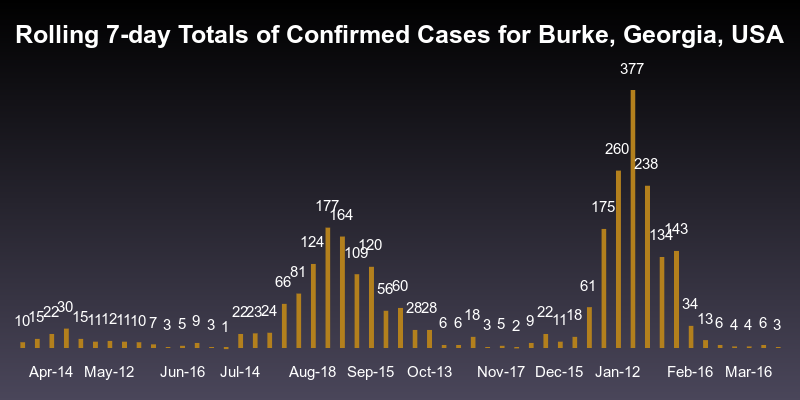 Rolling 7-day Totals of Confirmed Cases for Burke, Georgia, USA
10 15 22 30 15 11 12 11 10 7 3 5 9 3 1 22 23 24 66 81 124 177 164 109 120 56 60 28 28 6 6 18 3 5 2 9 22 11 18 61 175 260 377 238 134 143 34 13 6 4 4 6 3
Apr-14 May-12 Jun-16 Jul-14 Aug-18 Sep-15 Oct-13 Nov-17 Dec-15 Jan-12 Feb-16 Mar-16